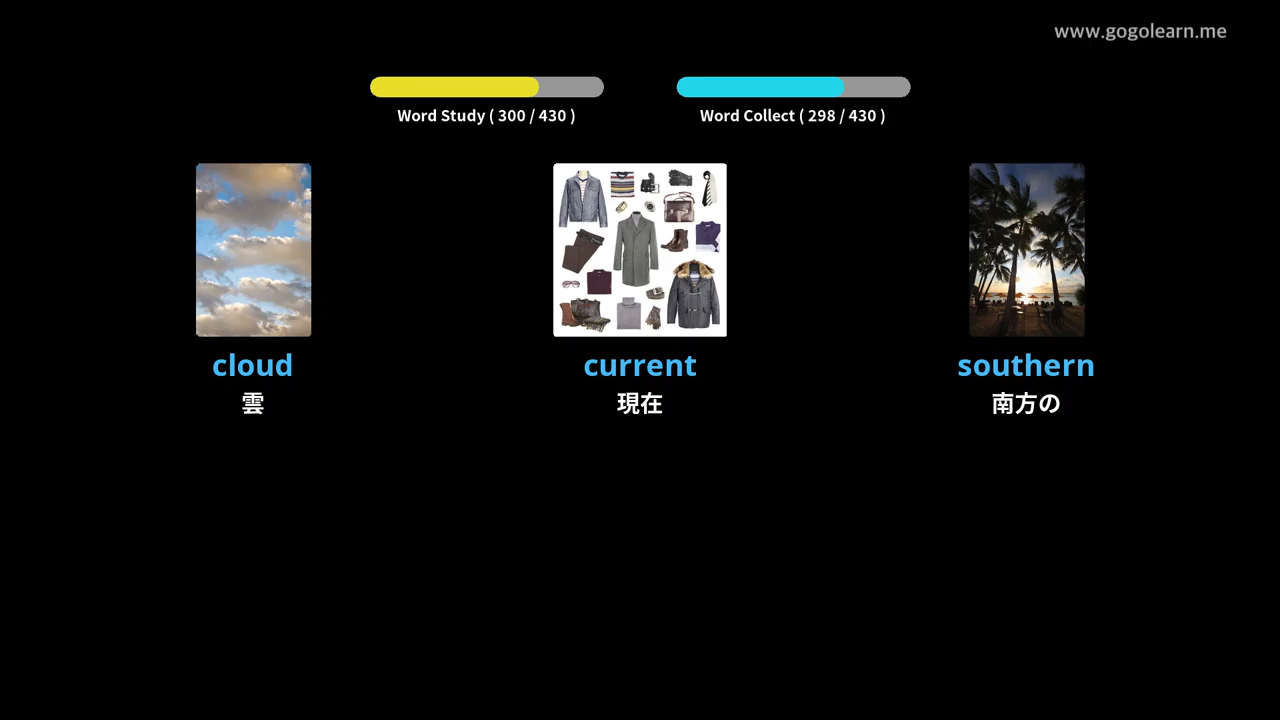 www.gogolearn.me
Word Study ( 300 / 430 )
Word Collect ( 298 / 430 )
cloud
雲
current
現在
southern
南方の